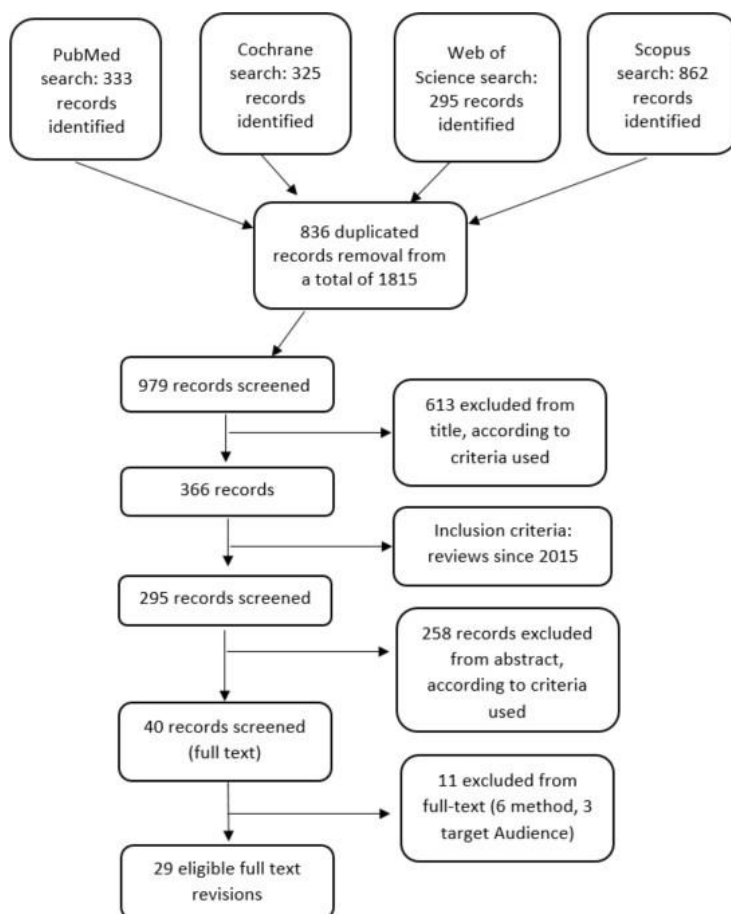 PubMed
search: 333
records
identified
Cochrane
search: 325
records
identified
Web of
Science search:
295 records
identified
Scopus
search: 862
records
identified
836 duplicated
records removal from
a total of 1815
979 records screened
613 excluded from
title, according to
criteria used
366 records
Inclusion criteria:
reviews since 2015
295 records screened
258 records excluded
from abstract,
according to criteria
used
40 records screened
(full text)
11 excluded from
full-text (6 method, 3
target Audience)
29 eligible full text
revisions